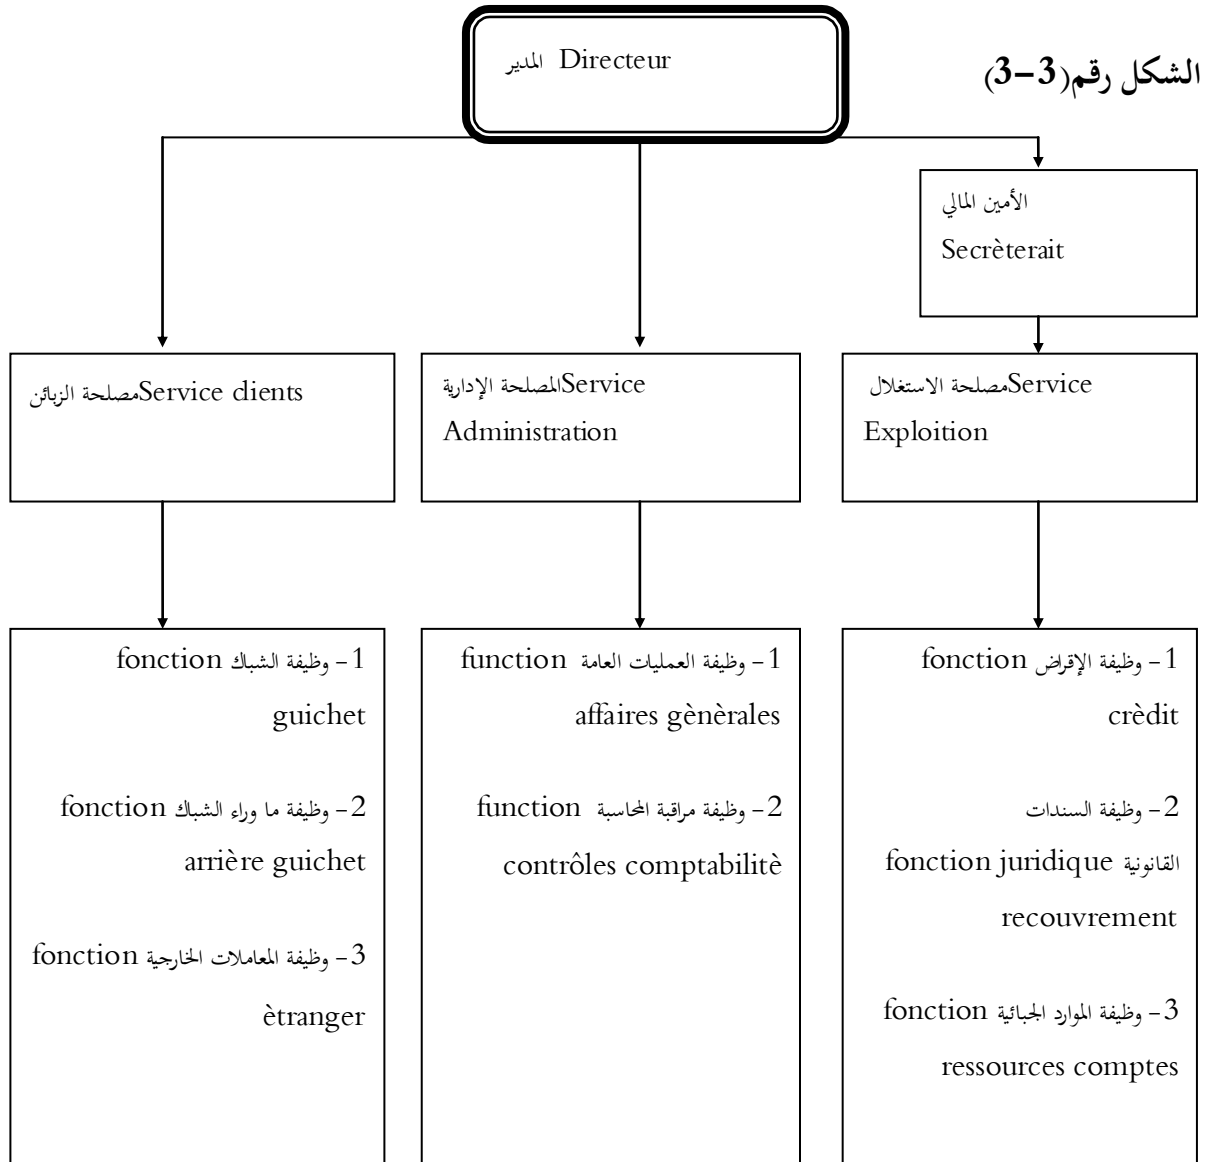 الشكل رقم(3-3)
المدير Directeur
الأمين المالي
Secrèterait
مصلحة الاستغلال Service
Exploition
المصلحة الإدارية Service
Administration
مصلحة الزبائن Service clients
1- وظيفة الإقراض fonction
crèdit
2- وظيفة السندات
القانونية fonction juridique
recouvrement
3- وظيفة الموارد الجبائية fonction
ressources comptes
1- وظيفة العمليات العامة function
affaires gènèrales
2- وظيفة مراقبة المحاسبة function
contrôles comptabilitè
1- وظيفة الشباك fonction
guichet
2- وظيفة ما وراء الشباك fonction
arrière guichet
3- وظيفة المعاملات الخارجية fonction
ètranger